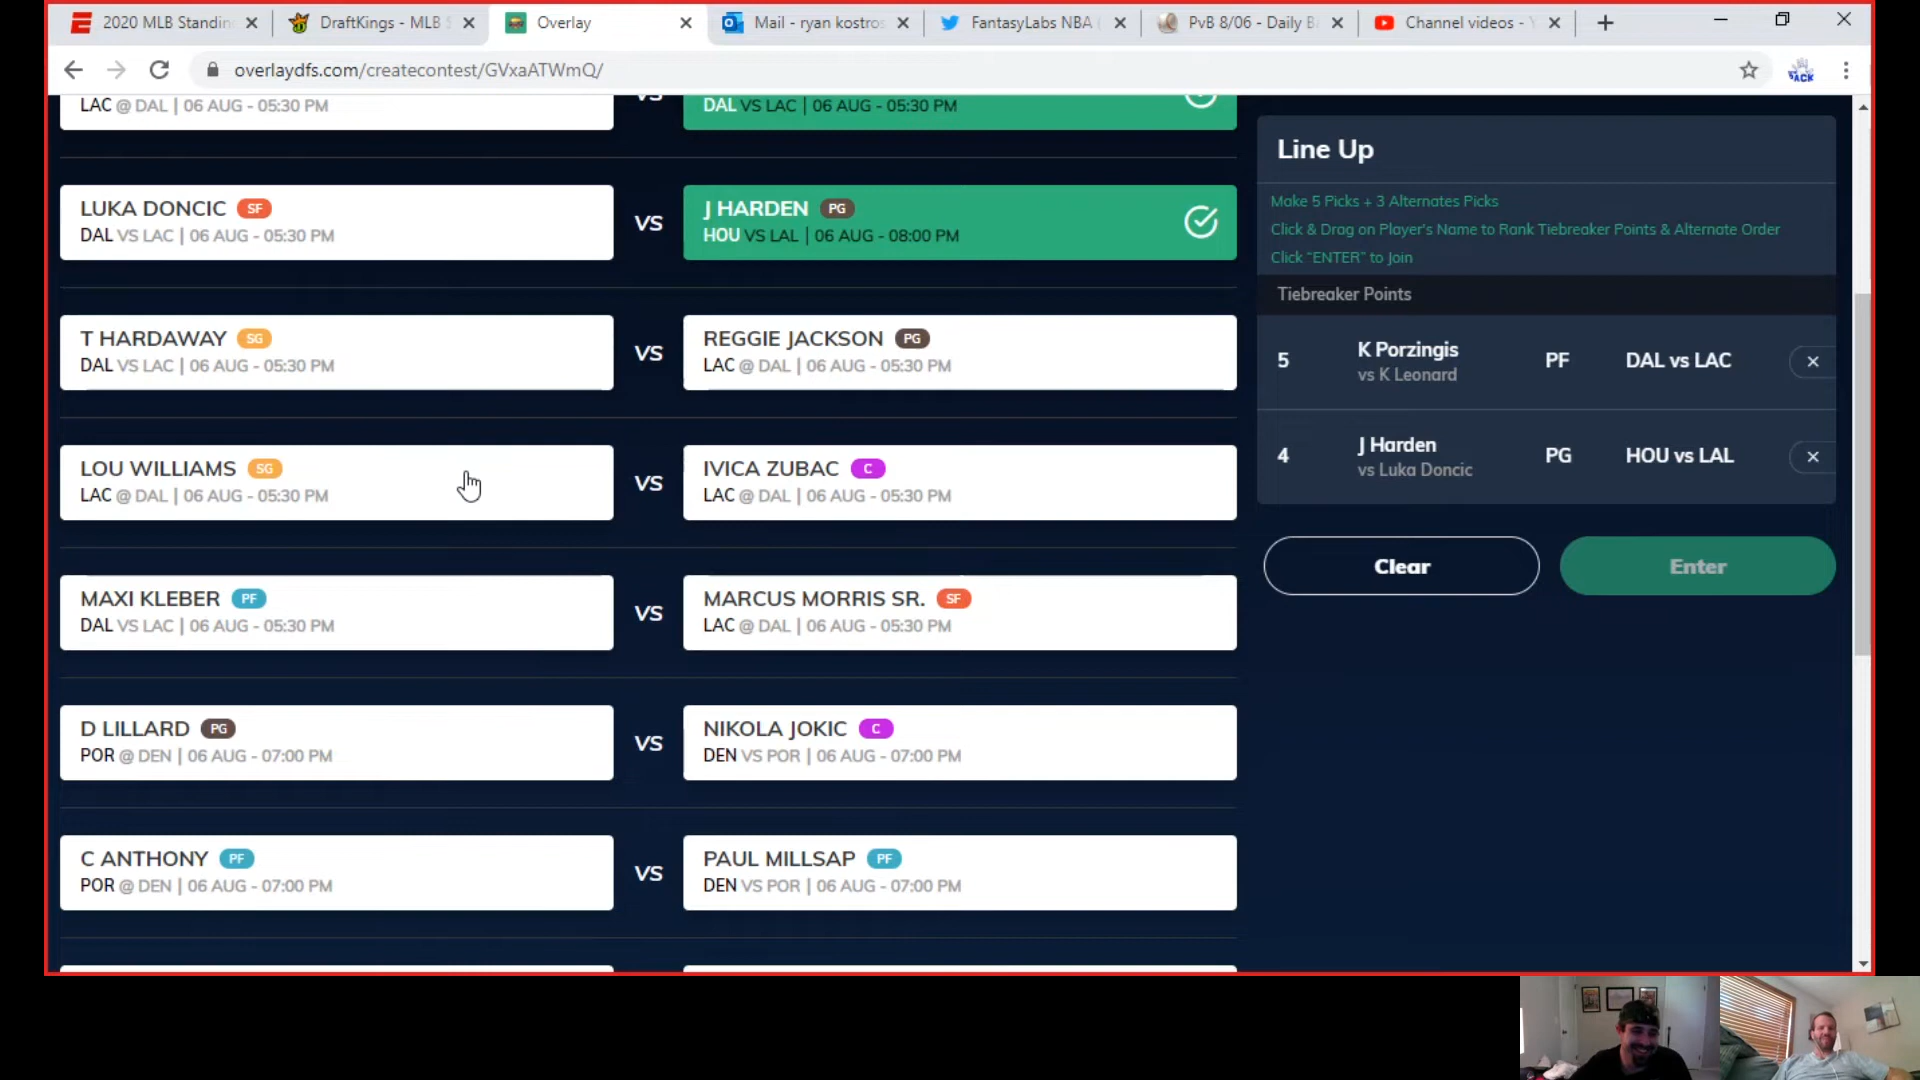 2020 MLB Standin
DraftKings - MLB S
Overlay
Mail - ryan kostros
FantasyLabs NBA
PvB 8/06 - Daily B
Channel videos - Y
overlaydfs.com/createcontest/GVxaATWmQ/
LAC @ DAL | 06 AUG - 05:30 PM
VS
DAL VS LAC | 06 AUG - 05:30 PM
LUKA DONCIC SF
DAL VS LAC | 06 AUG - 05:30 PM
VS
J HARDEN PG
HOU VS LAL | 06 AUG - 08:00 PM
T HARDAWAY SG
DAL VS LAC | 06 AUG - 05:30 PM
VS
REGGIE JACKSON PG
LAC @ DAL | 06 AUG - 05:30 PM
LOU WILLIAMS SG
LAC @ DAL | 06 AUG - 05:30 PM
VS
IVICA ZUBAC C
LAC @ DAL | 06 AUG - 05:30 PM
MAXI KLEBER PF
DAL VS LAC | 06 AUG - 05:30 PM
VS
MARCUS MORRIS SR. SF
LAC @ DAL | 06 AUG - 05:30 PM
D LILLARD PG
POR @ DEN | 06 AUG - 07:00 PM
VS
NIKOLA JOKIC C
DEN VS POR | 06 AUG - 07:00 PM
C ANTHONY PF
POR @ DEN | 06 AUG - 07:00 PM
VS
PAUL MILLSAP PF
DEN VS POR | 06 AUG - 07:00 PM
Line Up
Make 5 Picks + 3 Alternates Picks
Click & Drag on Player's Name to Rank Tiebreaker Points & Alternate Order
Click "ENTER" to Join
Tiebreaker Points
5 K Porzingis PF DAL vs LAC
vs K Leonard
4 J Harden PG HOU vs LAL
vs Luka Doncic
Clear
Enter